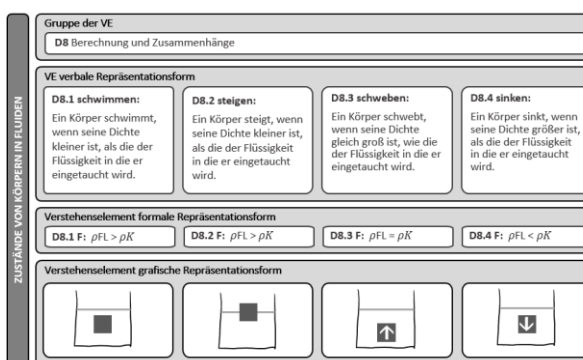 ZUSTÄNDE VON KÖRPERN IN FLUIDEN
Gruppe der VE
D8 Berechnung und Zusammenhänge
VE verbale Repräsentationsform
D8.1 schwimmen:
Ein Körper schwimmt,
wenn seine Dichte
kleiner ist, als die der
Flüssigkeit in die er
eingetaucht wird.
D8.2 steigen:
Ein Körper steigt, wenn
seine Dichte kleiner ist,
als die der Flüssigkeit
in die er eingetaucht
wird.
D8.3 schweben:
Ein Körper schwebt,
wenn seine Dichte
gleich groß ist, wie die
der Flüssigkeit in die er
eingetaucht wird.
D8.4 sinken:
Ein Körper sinkt, wenn
seine Dichte größer ist,
als die der Flüssigkeit
in die er eingetaucht
wird.
Verstehenselement formale Repräsentationsform
D8.1 F: ρFL > ρK
D8.2 F: ρFL > ρK
D8.3 F: ρFL = ρK
D8.4 F: ρFL < ρK
Verstehenselement grafische Repräsentationsform